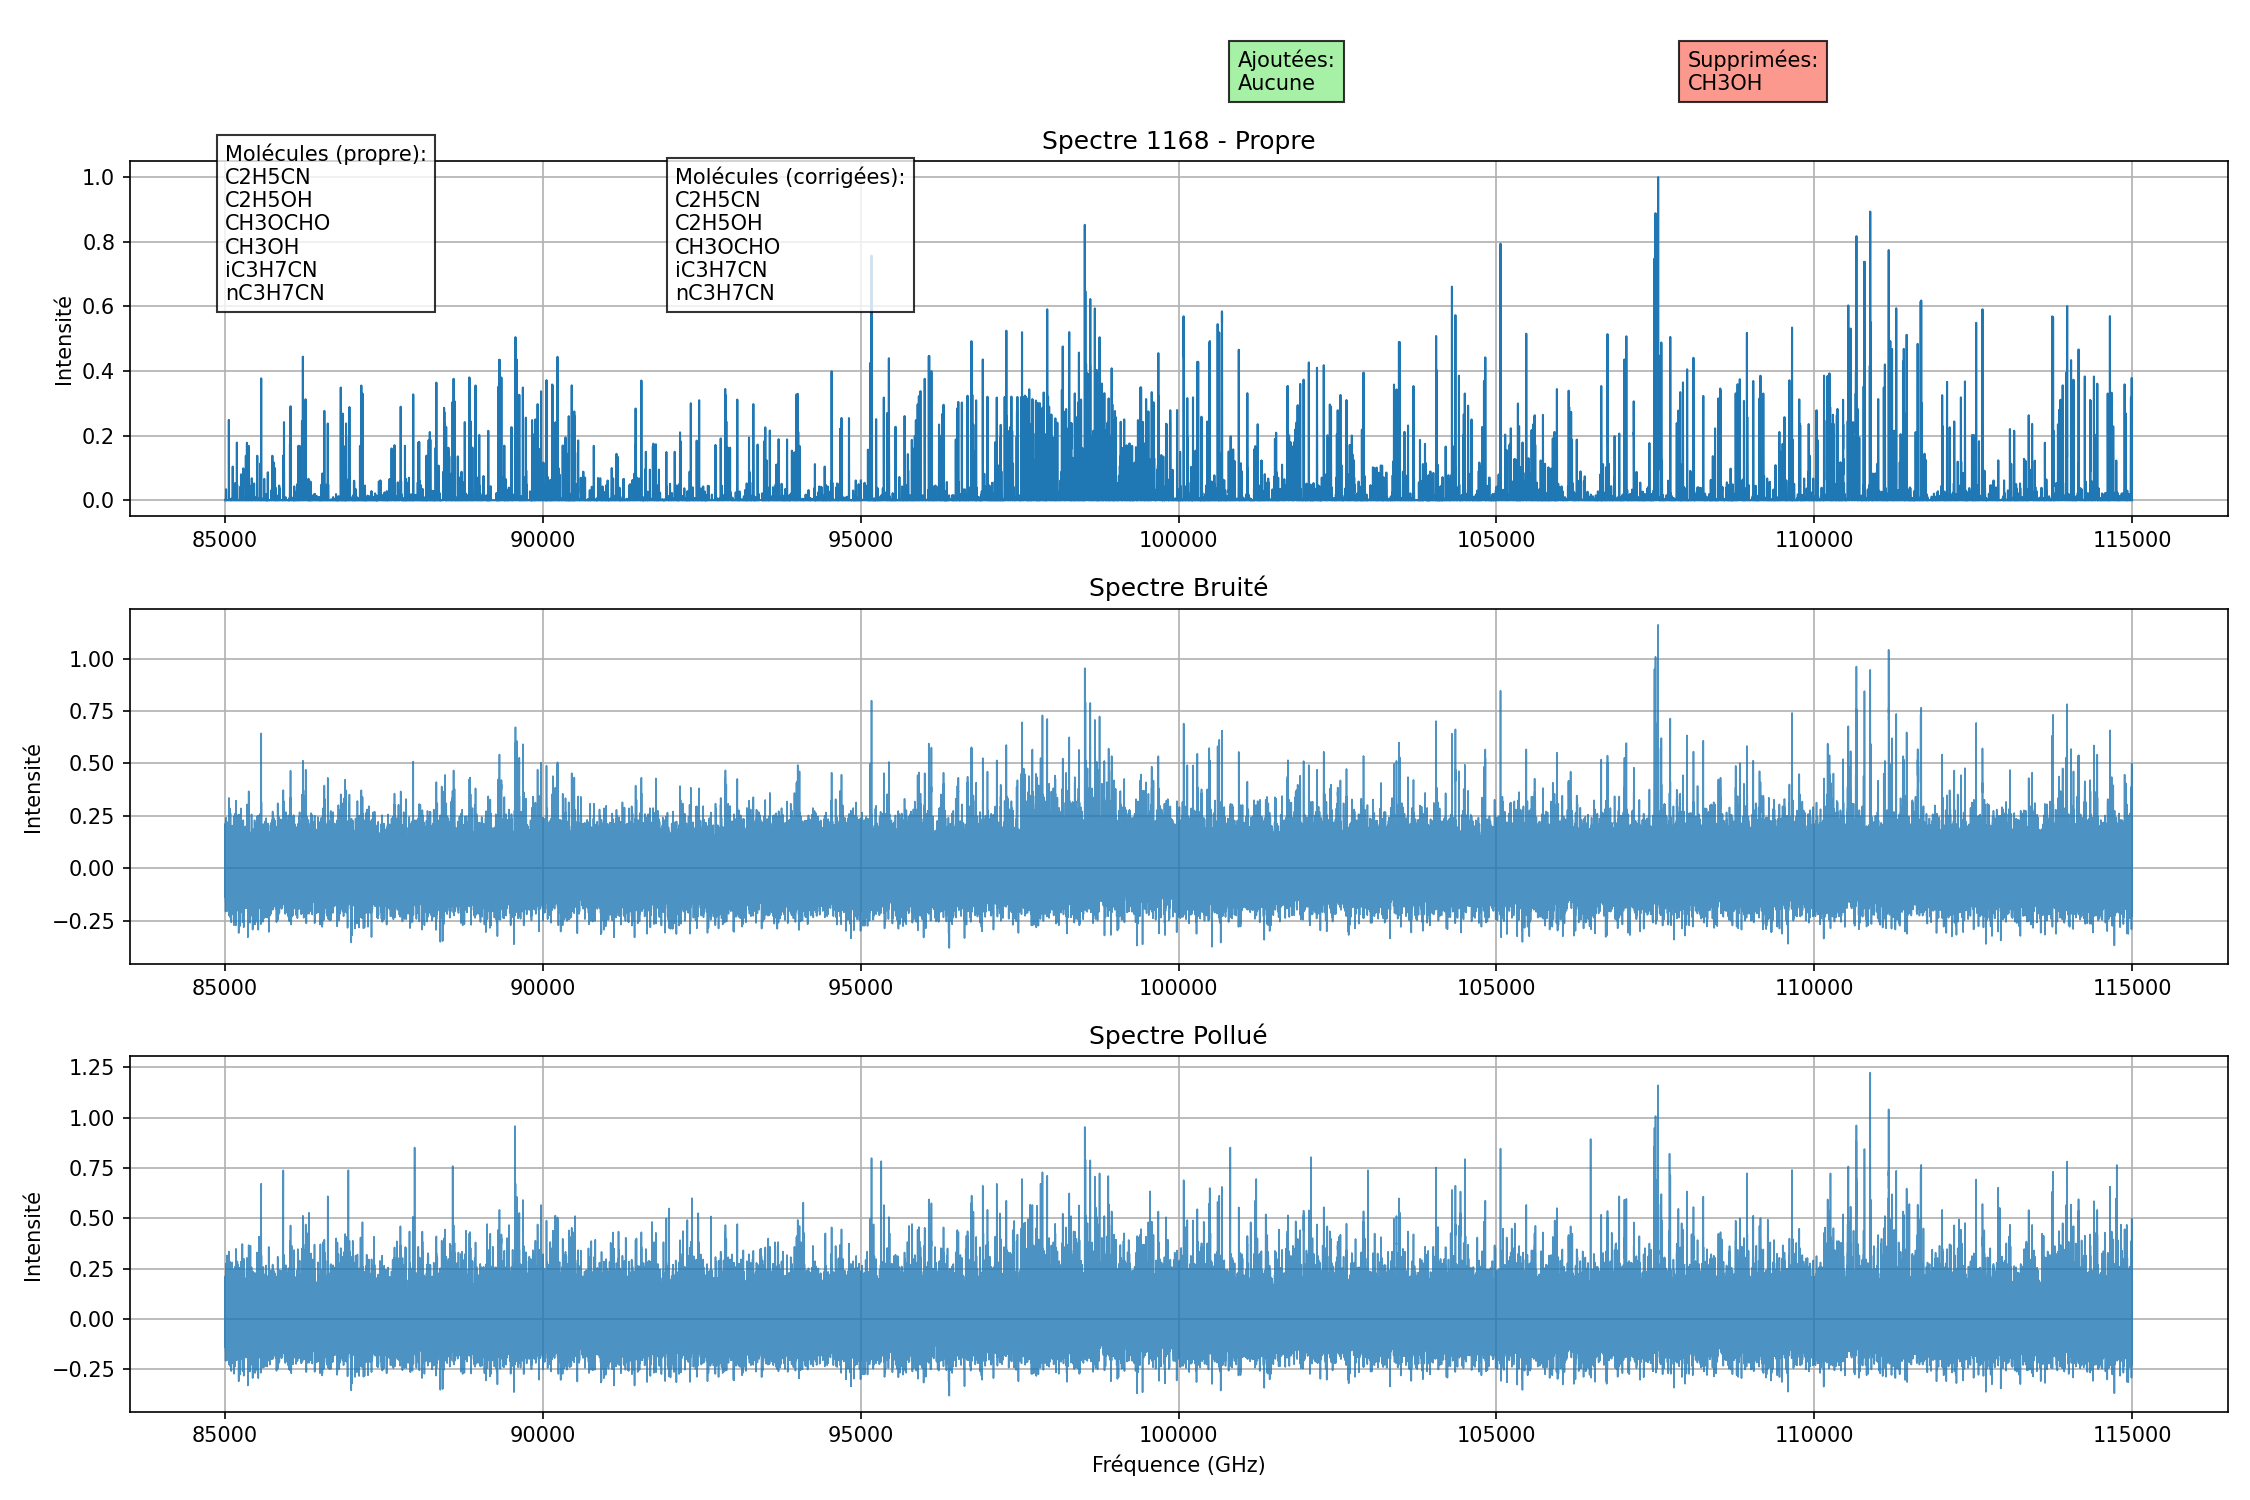 Ajoutées:
Aucune
Supprimées:
CH3OH
Spectre 1168 - Propre
Molécules (propre):
C2H5CN
C2H5OH
CH3OCHO
CH3OH
iC3H7CN
nC3H7CN
Molécules (corrigées):
C2H5CN
C2H5OH
CH3OCHO
iC3H7CN
nC3H7CN
Intensité
1.0
0.8
0.6
0.4
0.2
0.0
85000 90000 95000 100000 105000 110000 115000
Spectre Bruité
Intensité
1.00
0.75
0.50
0.25
0.00
−0.25
85000 90000 95000 100000 105000 110000 115000
Spectre Pollué
Intensité
1.25
1.00
0.75
0.50
0.25
0.00
−0.25
85000 90000 95000 100000 105000 110000 115000
Fréquence (GHz)